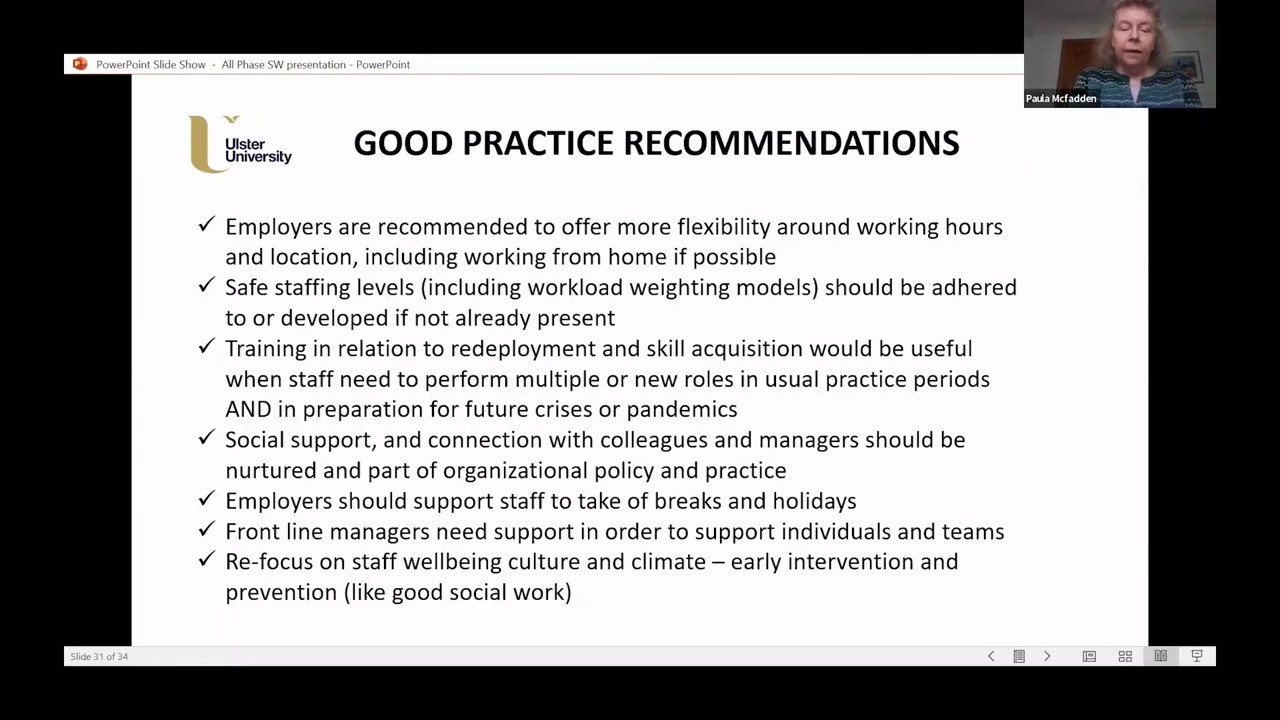 PowerPoint Slide Show - All Phase SW presentation - PowerPoint
Paula Mcfadden
Ulster
University
GOOD PRACTICE RECOMMENDATIONS
✓ Employers are recommended to offer more flexibility around working hours
and location, including working from home if possible
✓ Safe staffing levels (including workload weighting models) should be adhered
to or developed if not already present
✓ Training in relation to redeployment and skill acquisition would be useful
when staff need to perform multiple or new roles in usual practice periods
AND in preparation for future crises or pandemics
✓ Social support, and connection with colleagues and managers should be
nurtured and part of organizational policy and practice
✓ Employers should support staff to take of breaks and holidays
✓ Front line managers need support in order to support individuals and teams
✓ Re-focus on staff wellbeing culture and climate – early intervention and
prevention (like good social work)
Slide 31 of 34